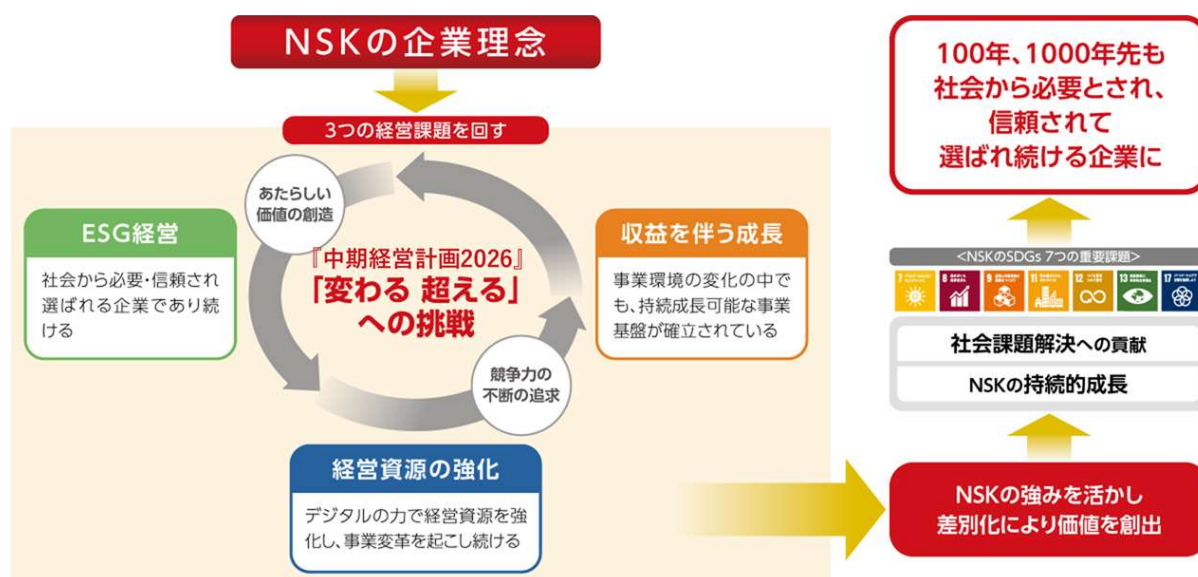 NSKの企業理念
3つの経営課題を回す
あたらしい
価値の創造
ESG経営
社会から必要・信頼され
選ばれる企業であり続
ける
『中期経営計画2026』
「変わる 超える」
への挑戦
収益を伴う成長
事業環境の変化の中で
も、持続成長可能な事業
基盤が確立されている
競争力の
不断の追求
経営資源の強化
デジタルの力で経営資源を強
化し、事業変革を起こし続ける
100年、1000年先も
社会から必要とされ、
信頼されて
選ばれ続ける企業に
<NSKのSDGs 7つの重要課題>
7
8
9
11
12
13
17
社会課題解決への貢献
NSKの持続的成長
NSKの強みを活かし
差別化により価値を創出